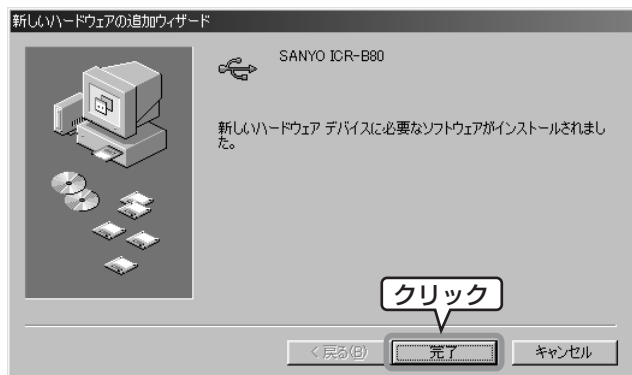 新しいハードウェアの追加ウィザード
SANYO ICR-B80
新しいハードウェア デバイスに必要なソフトウェアがインストールされまし
た。
クリック
< 戻る(B)
完了
キャンセル